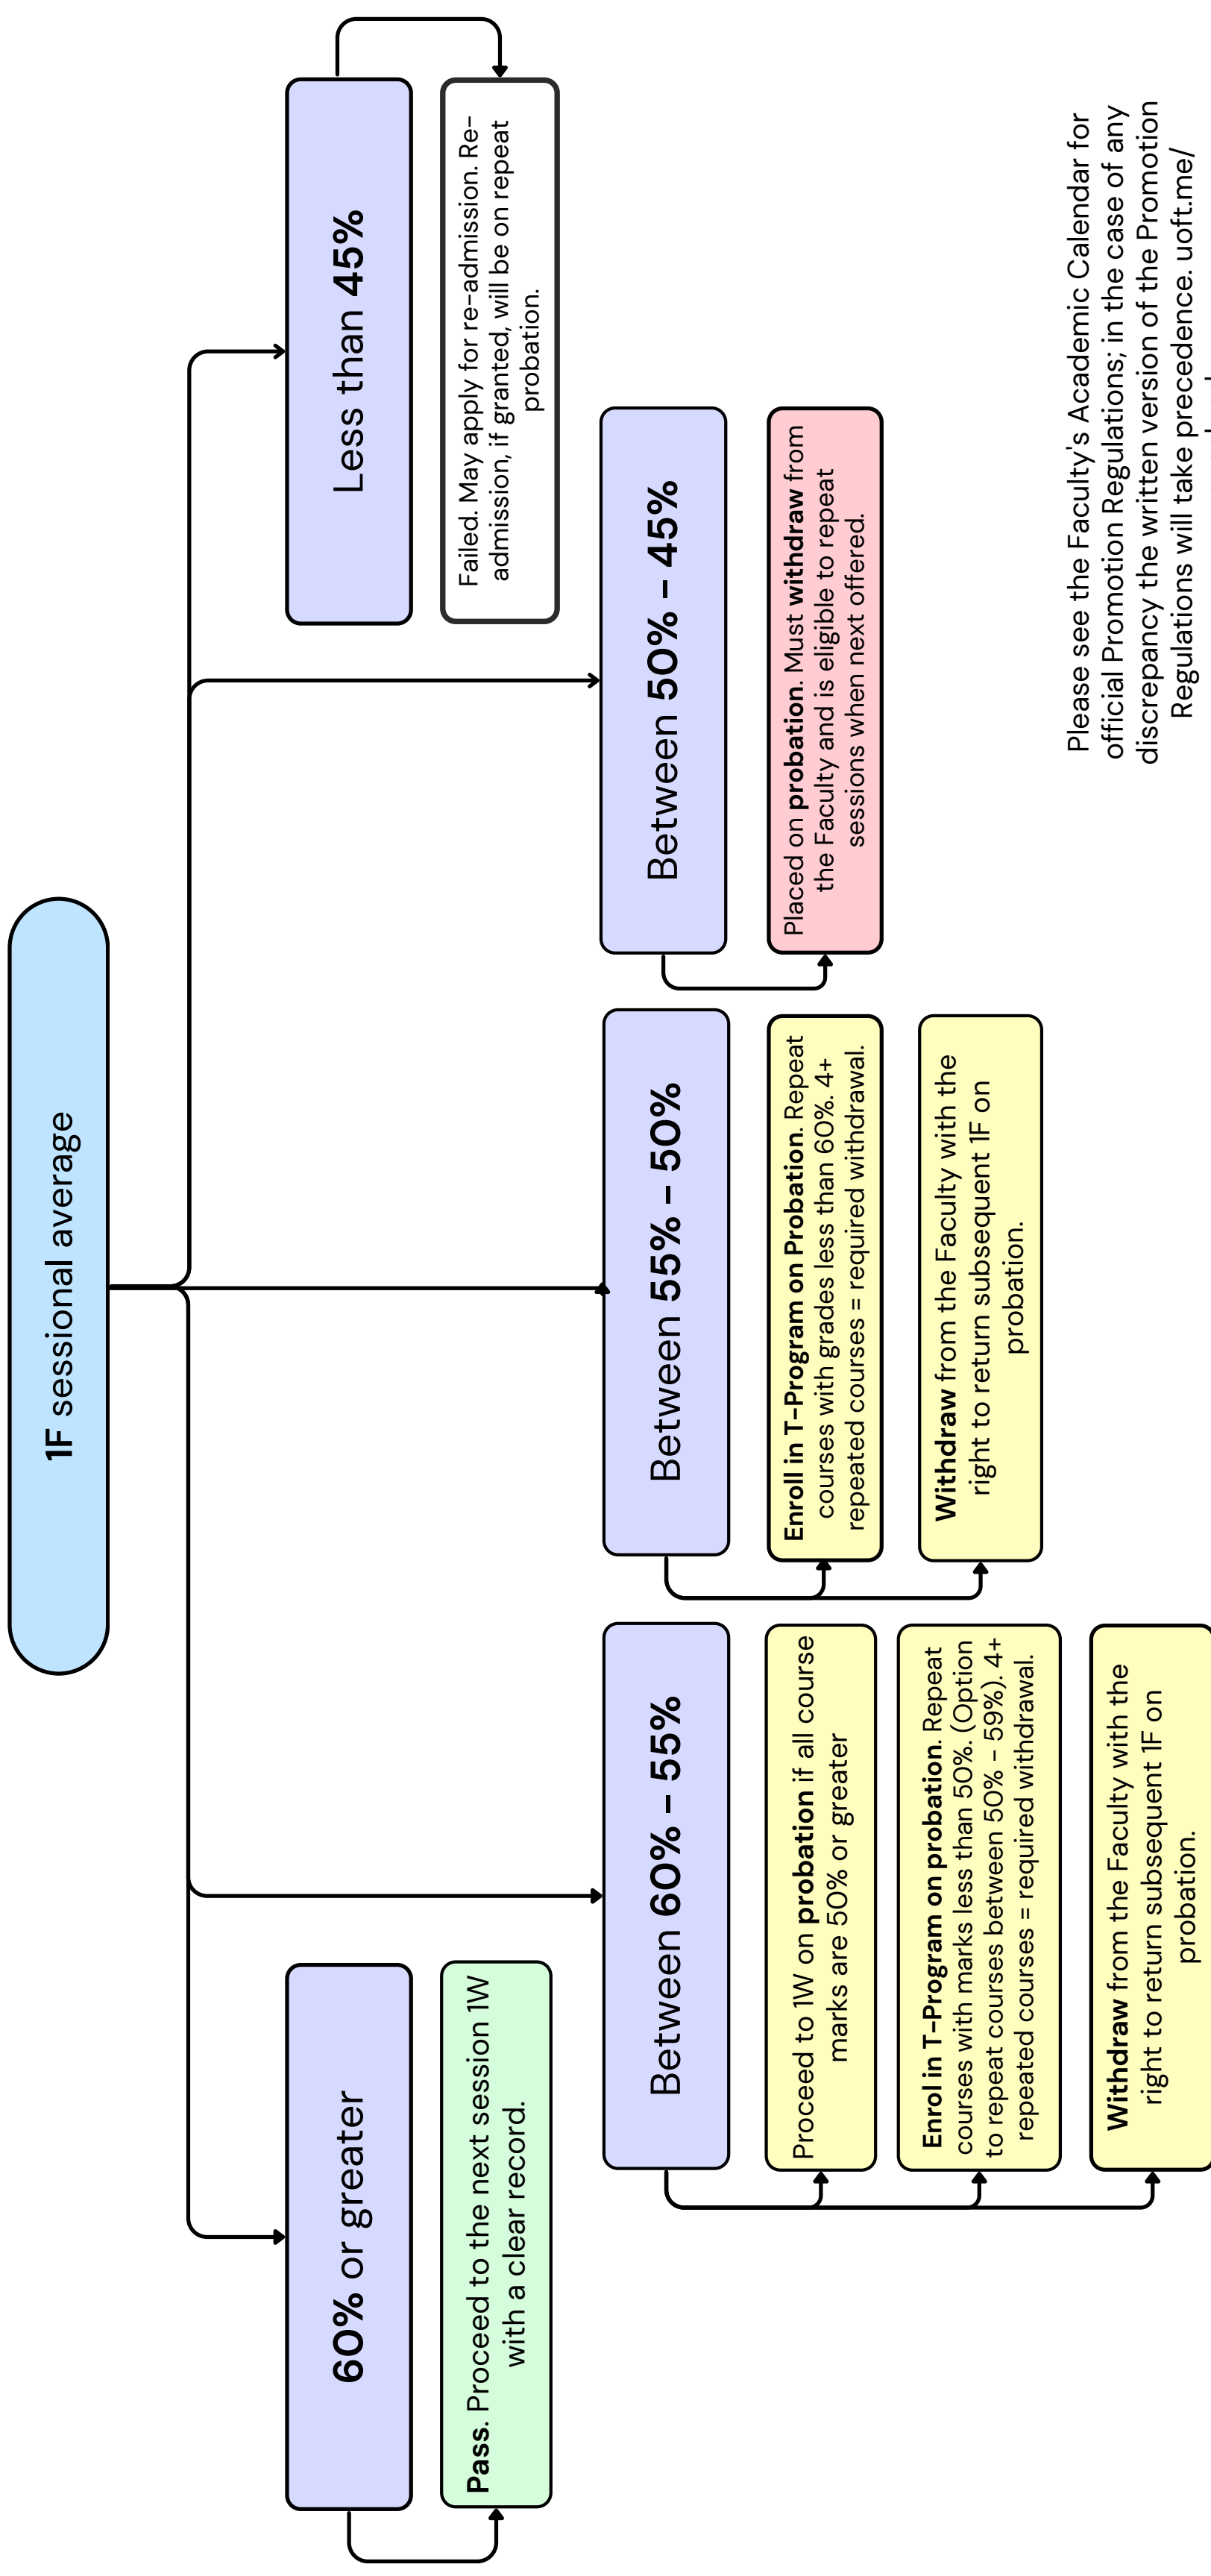 1F sessional average
60% or greater
Pass. Proceed to the next session 1W
with a clear record.
Between 60% – 55%
Proceed to 1W on probation if all course
marks are 50% or greater
Enrol in T-Program on probation. Repeat
courses with marks less than 50%. (Option
to repeat courses between 50% – 59%). 4+
repeated courses = required withdrawal.
Withdraw from the Faculty with the
right to return subsequent 1F on
probation.
Between 55% – 50%
Enroll in T-Program on Probation. Repeat
courses with grades less than 60%. 4+
repeated courses = required withdrawal.
Withdraw from the Faculty with the
right to return subsequent 1F on
probation.
Between 50% – 45%
Placed on probation. Must withdraw from
the Faculty and is eligible to repeat
sessions when next offered.
Less than 45%
Failed. May apply for re-admission. Re-
admission, if granted, will be on repeat
probation.
Please see the Faculty's Academic Calendar for
official Promotion Regulations; in the case of any
discrepancy the written version of the Promotion
Regulations will take precedence. uoft.me/